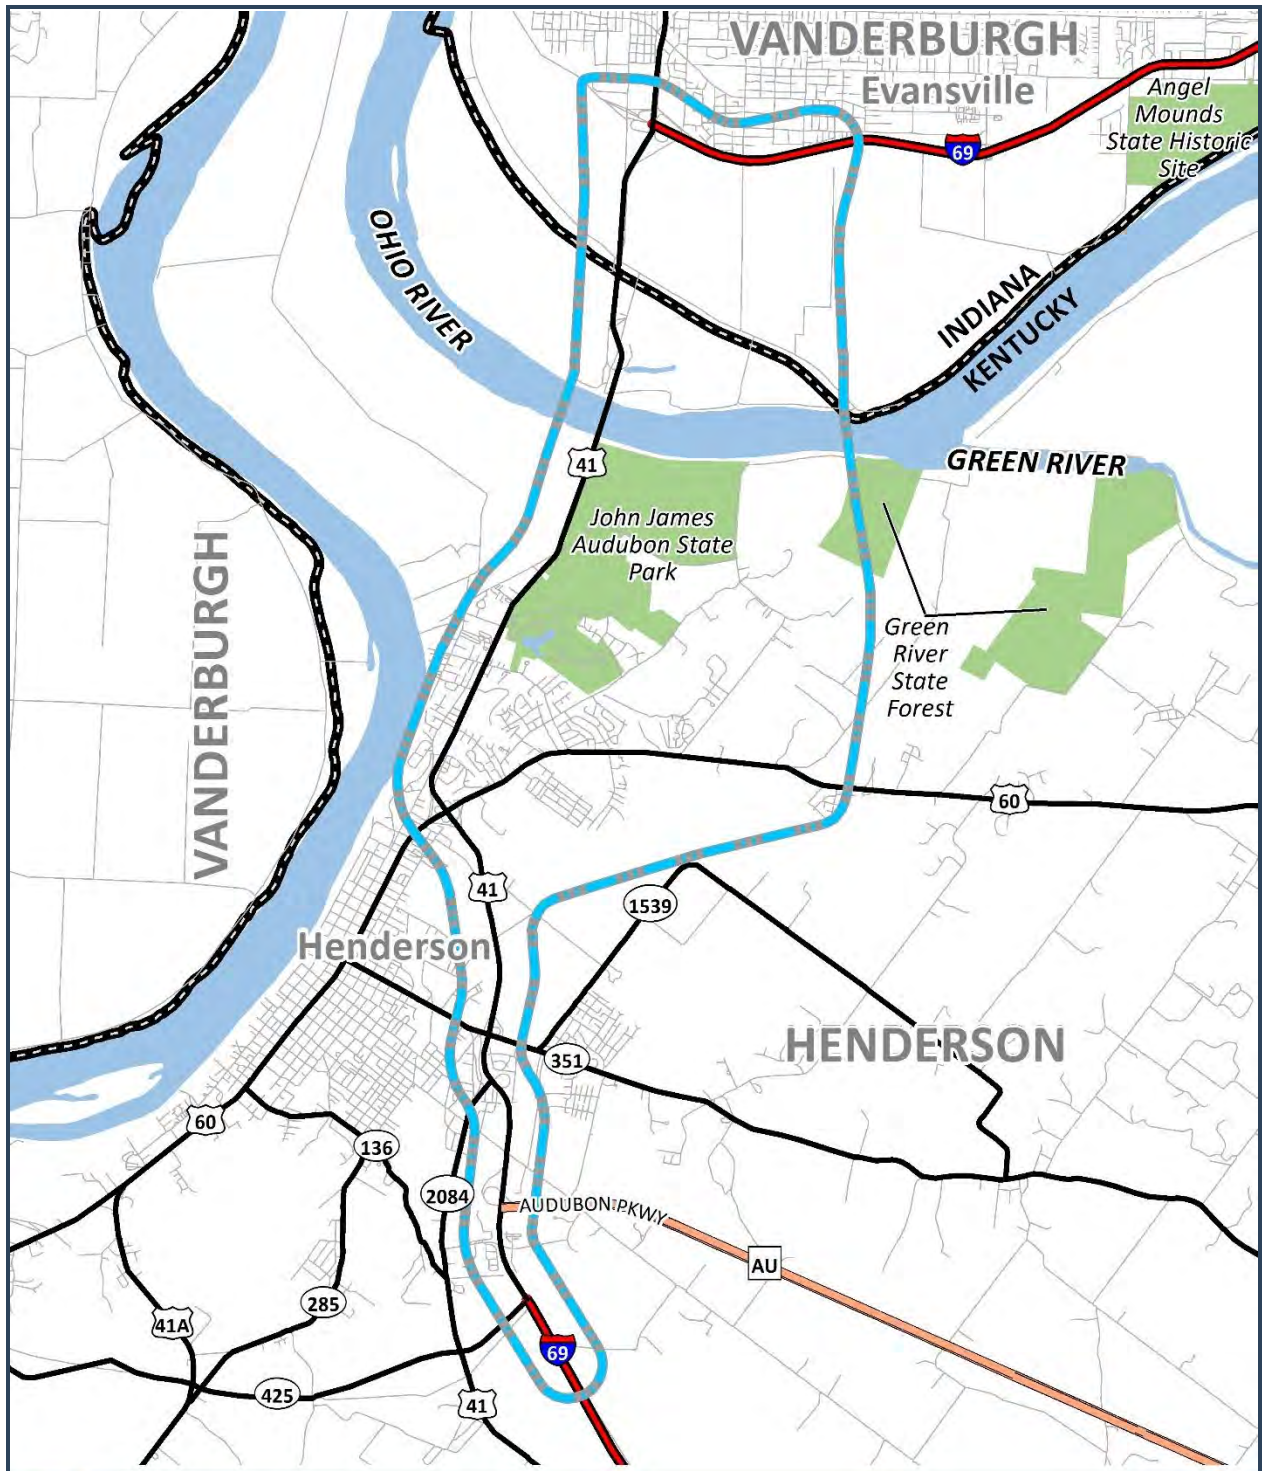 VANDERBURGH
Evansville
Angel
Mounds
State Historic
Site
69
OHIO RIVER
INDIANA
KENTUCKY
41
GREEN RIVER
John James
Audubon State
Park
Green
River
State
Forest
VANDERBURGH
60
41
1539
Henderson
HENDERSON
351
60
136
2084
AUDUBON PKWY
AU
285
41A
69
425
41